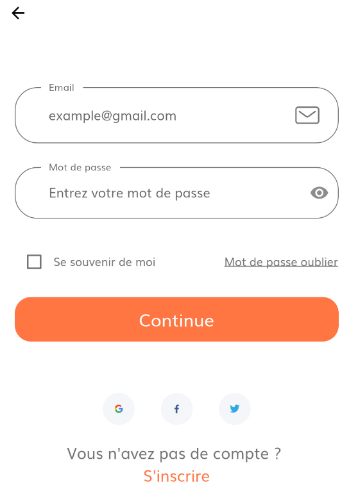 Email
example@gmail.com
Mot de passe
Entrez votre mot de passe
Se souvenir de moi
Mot de passe oublier
Continue
Vous n'avez pas de compte ?
S'inscrire